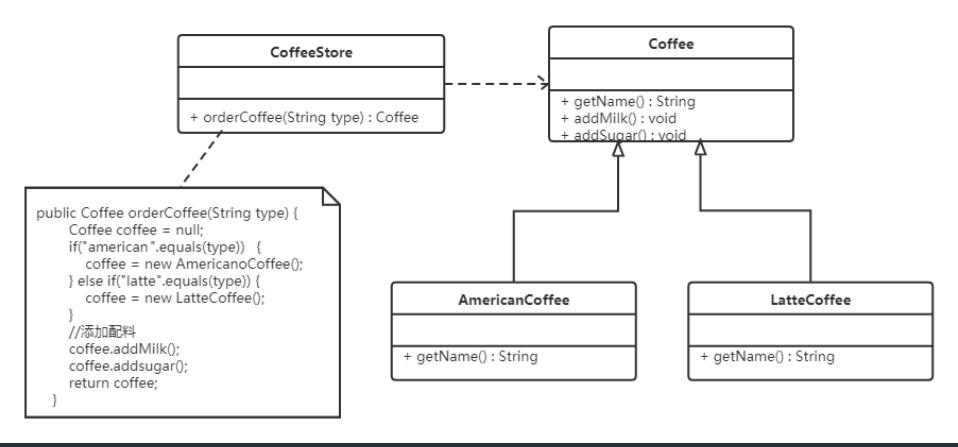 CoffeeStore
+ orderCoffee(String type) : Coffee
Coffee
+ getName() : String
+ addMilk() : void
+ addSugar() : void
public Coffee orderCoffee(String type) {
Coffee coffee = null;
if("american".equals(type)) {
coffee = new AmericanoCoffee();
} else if("latte".equals(type)) {
coffee = new LatteCoffee();
}
//添加配料
coffee.addMilk();
coffee.addsugar();
return coffee;
}
AmericanCoffee
+ getName() : String
LatteCoffee
+ getName() : String